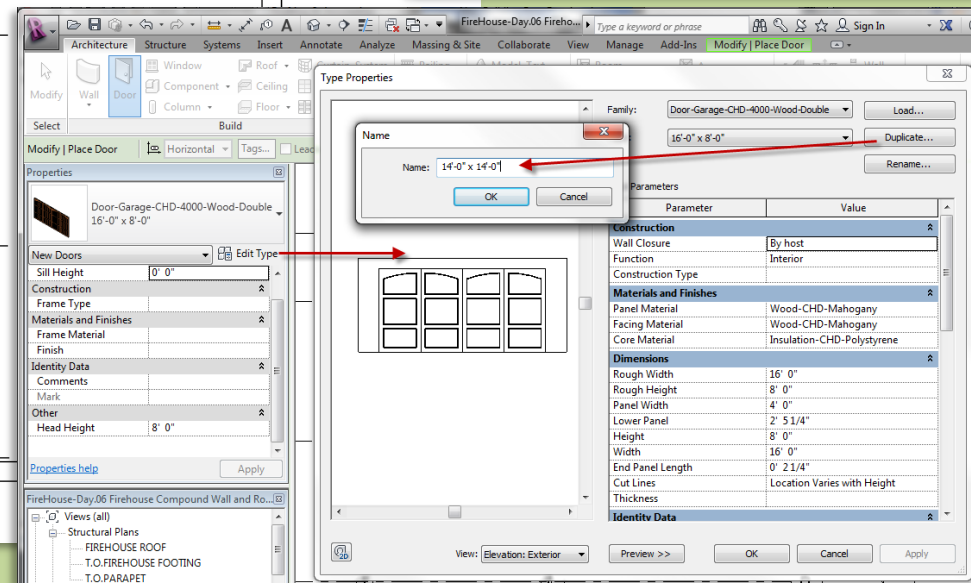 FireHouse-Day.06 Fireho...
Type a keyword or phrase
Sign In
Architecture Structure Systems Insert Annotate Analyze Massing & Site Collaborate View Manage Add-Ins Modify | Place Door
Modify
Wall
Door
Window
Component
Column
Roof
Ceiling
Floor
Select
Build
Modify | Place Door
Horizontal
Tags...
Properties
Door-Garage-CHD-4000-Wood-Double
16'-0" x 8'-0"
New Doors
Edit Type
Sill Height 0' 0"
Construction
Frame Type
Materials and Finishes
Frame Material
Finish
Identity Data
Comments
Mark
Other
Head Height 8' 0"
Properties help
Apply
FireHouse-Day.06 Firehouse Compound Wall and Ro...
Views (all)
Structural Plans
FIREHOUSE ROOF
T.O.FIREHOUSE FOOTING
T.O.PARAPET
Type Properties
Family: Door-Garage-CHD-4000-Wood-Double Load...
16'-0" x 8'-0" Duplicate...
Rename...
Name
Name: 14'-0" x 14'-0"
OK Cancel
Parameters
Parameter Value
Construction
Wall Closure By host
Function Interior
Construction Type
Materials and Finishes
Panel Material Wood-CHD-Mahogany
Facing Material Wood-CHD-Mahogany
Core Material Insulation-CHD-Polystyrene
Dimensions
Rough Width 16' 0"
Rough Height 8' 0"
Panel Width 4' 0"
Lower Panel 2' 5 1/4"
Height 8' 0"
Width 16' 0"
End Panel Length 0' 2 1/4"
Cut Lines Location Varies with Height
Thickness
Identity Data
View: Elevation: Exterior
Preview >> OK Cancel Apply